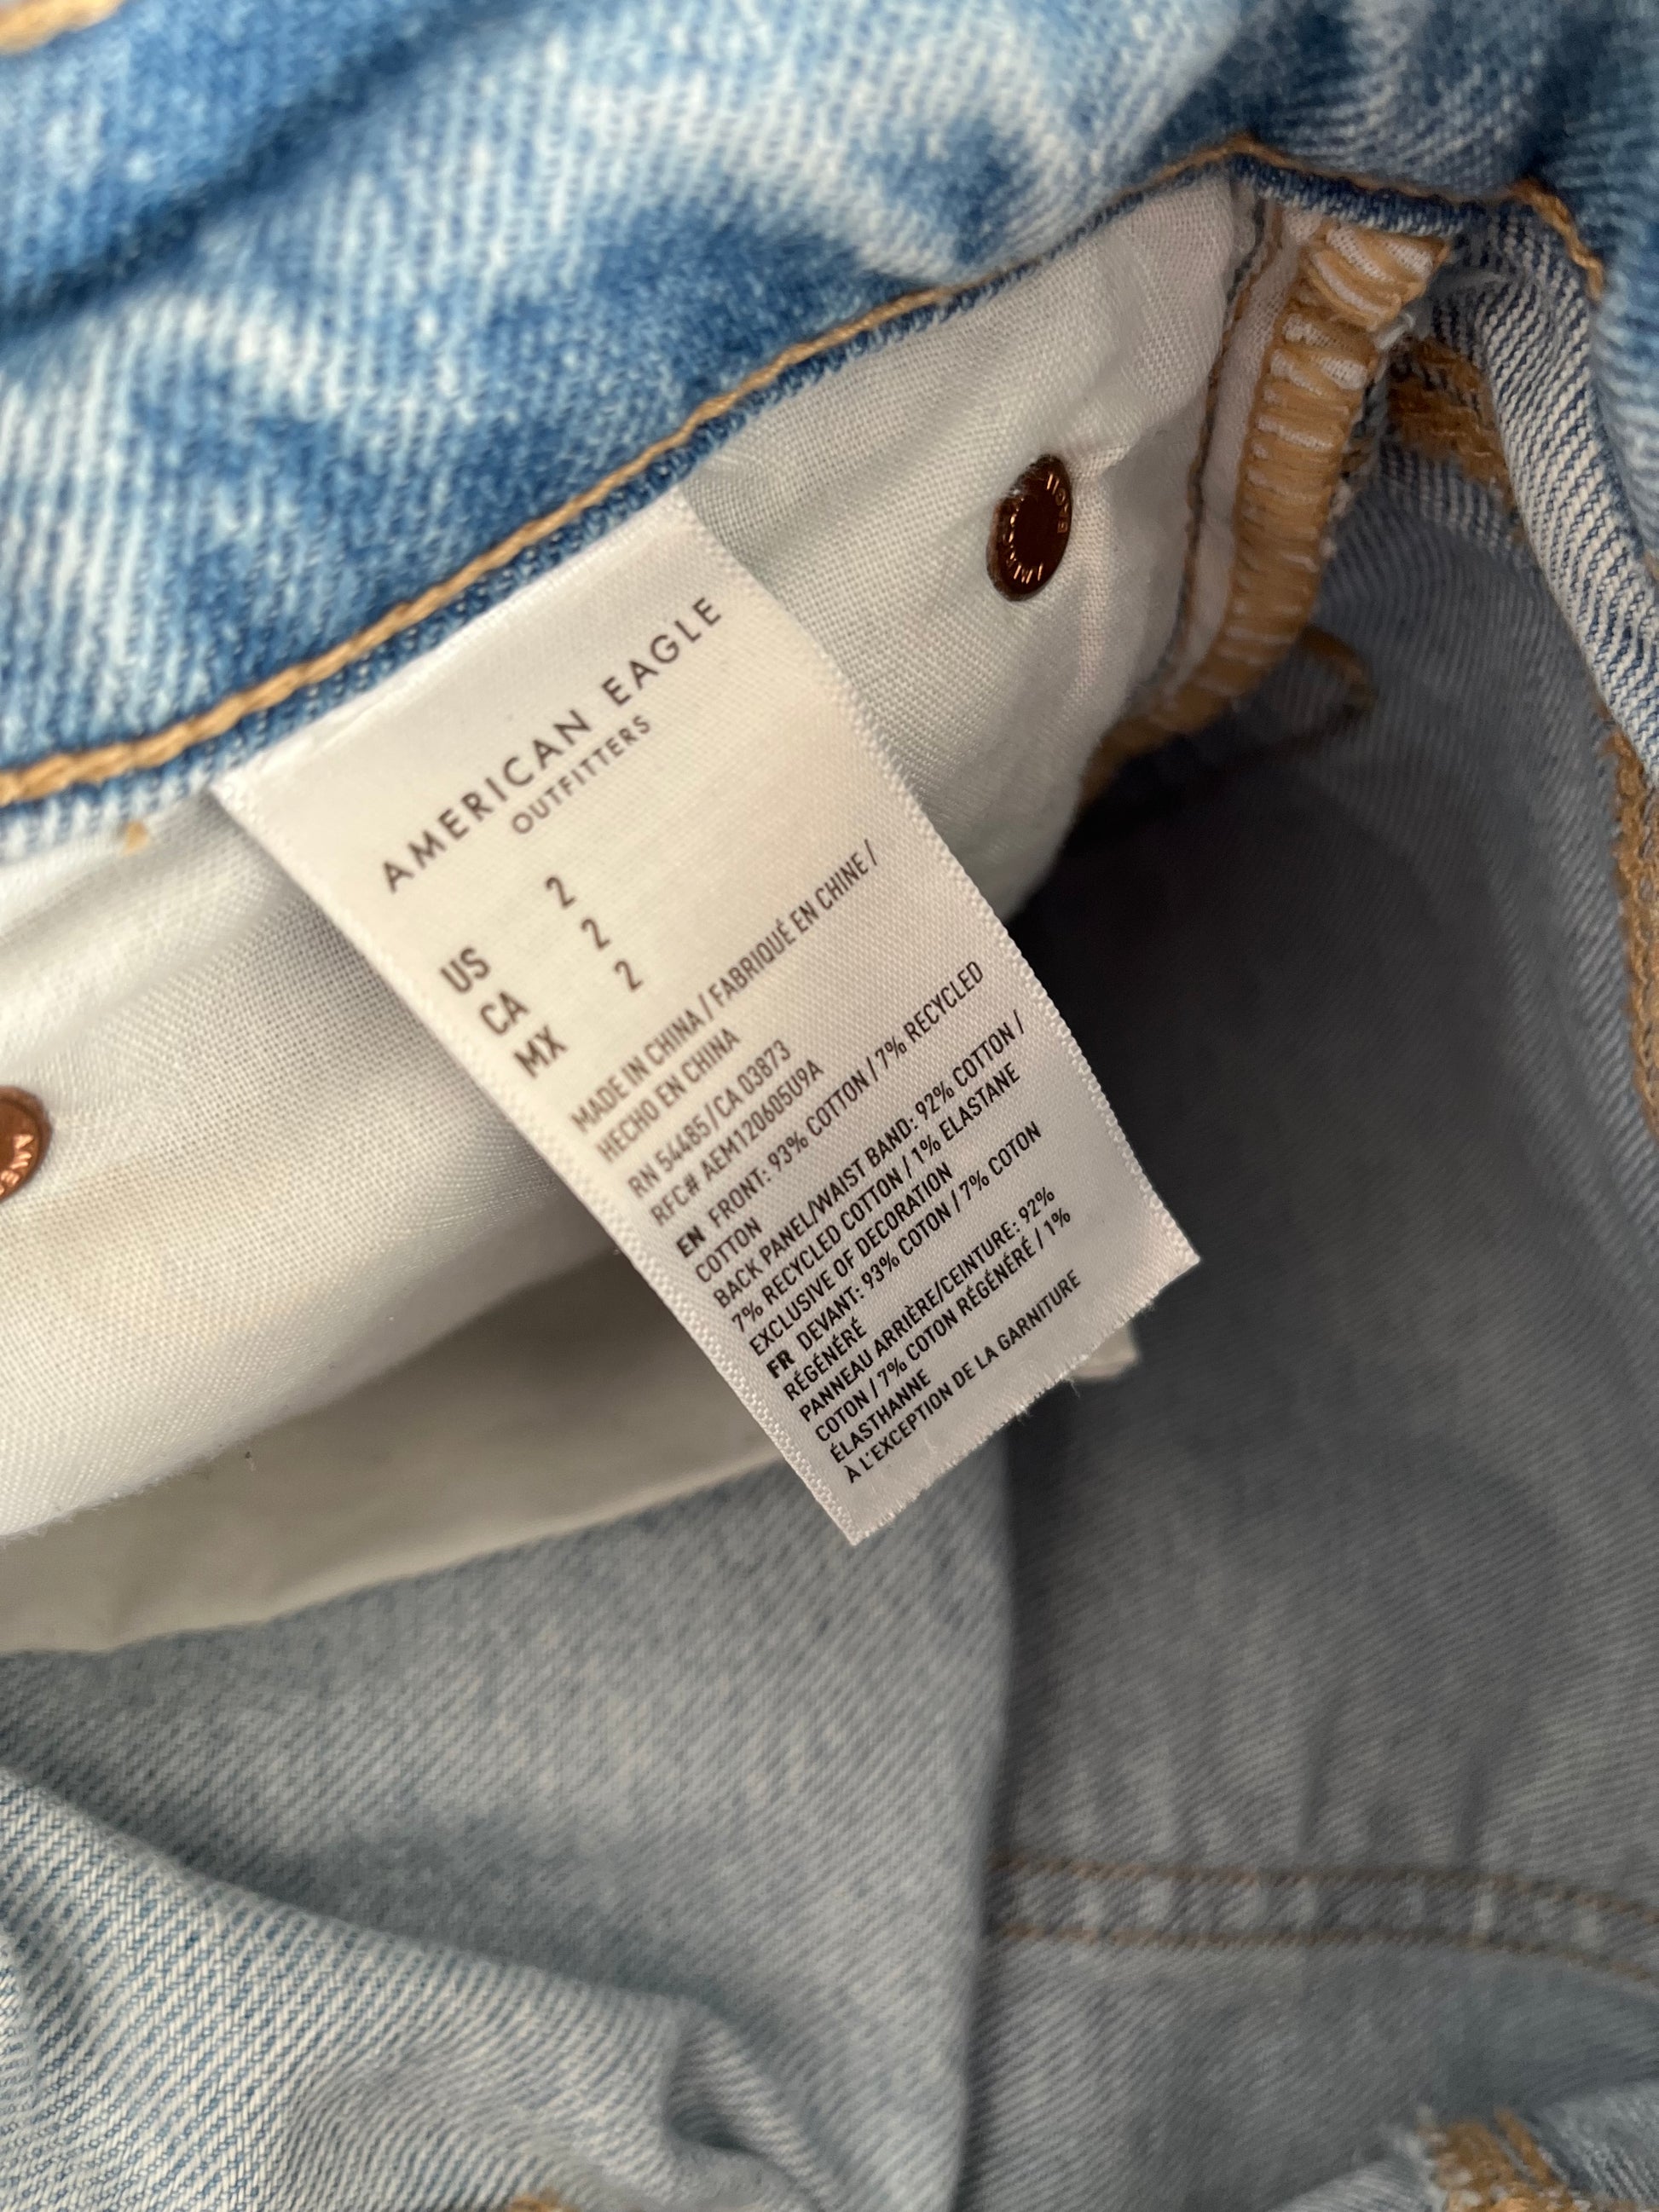 AMERICAN EAGLE
OUTFITTERS
US 2
CA 2
MX 2
MADE IN CHINA / FABRIQUÉ EN CHINE /
HECHO EN CHINA
RN 54485/CA 03873
RFC# AEM120605U9A
EN FRONT: 93% COTTON / 7% RECYCLED
COTTON
BACK PANEL/WAIST BAND: 92% COTTON /
7% RECYCLED COTTON / 1% ELASTANE
EXCLUSIVE OF DECORATION
FR DEVANT: 93% COTON / 7% COTON
RÉGÉNÉRÉ
PANNEAU ARRIÈRE/CEINTURE: 92%
COTON / 7% COTON RÉGÉNÉRÉ / 1%
ÉLASTHANNE
À L'EXCEPTION DE LA GARNITURE